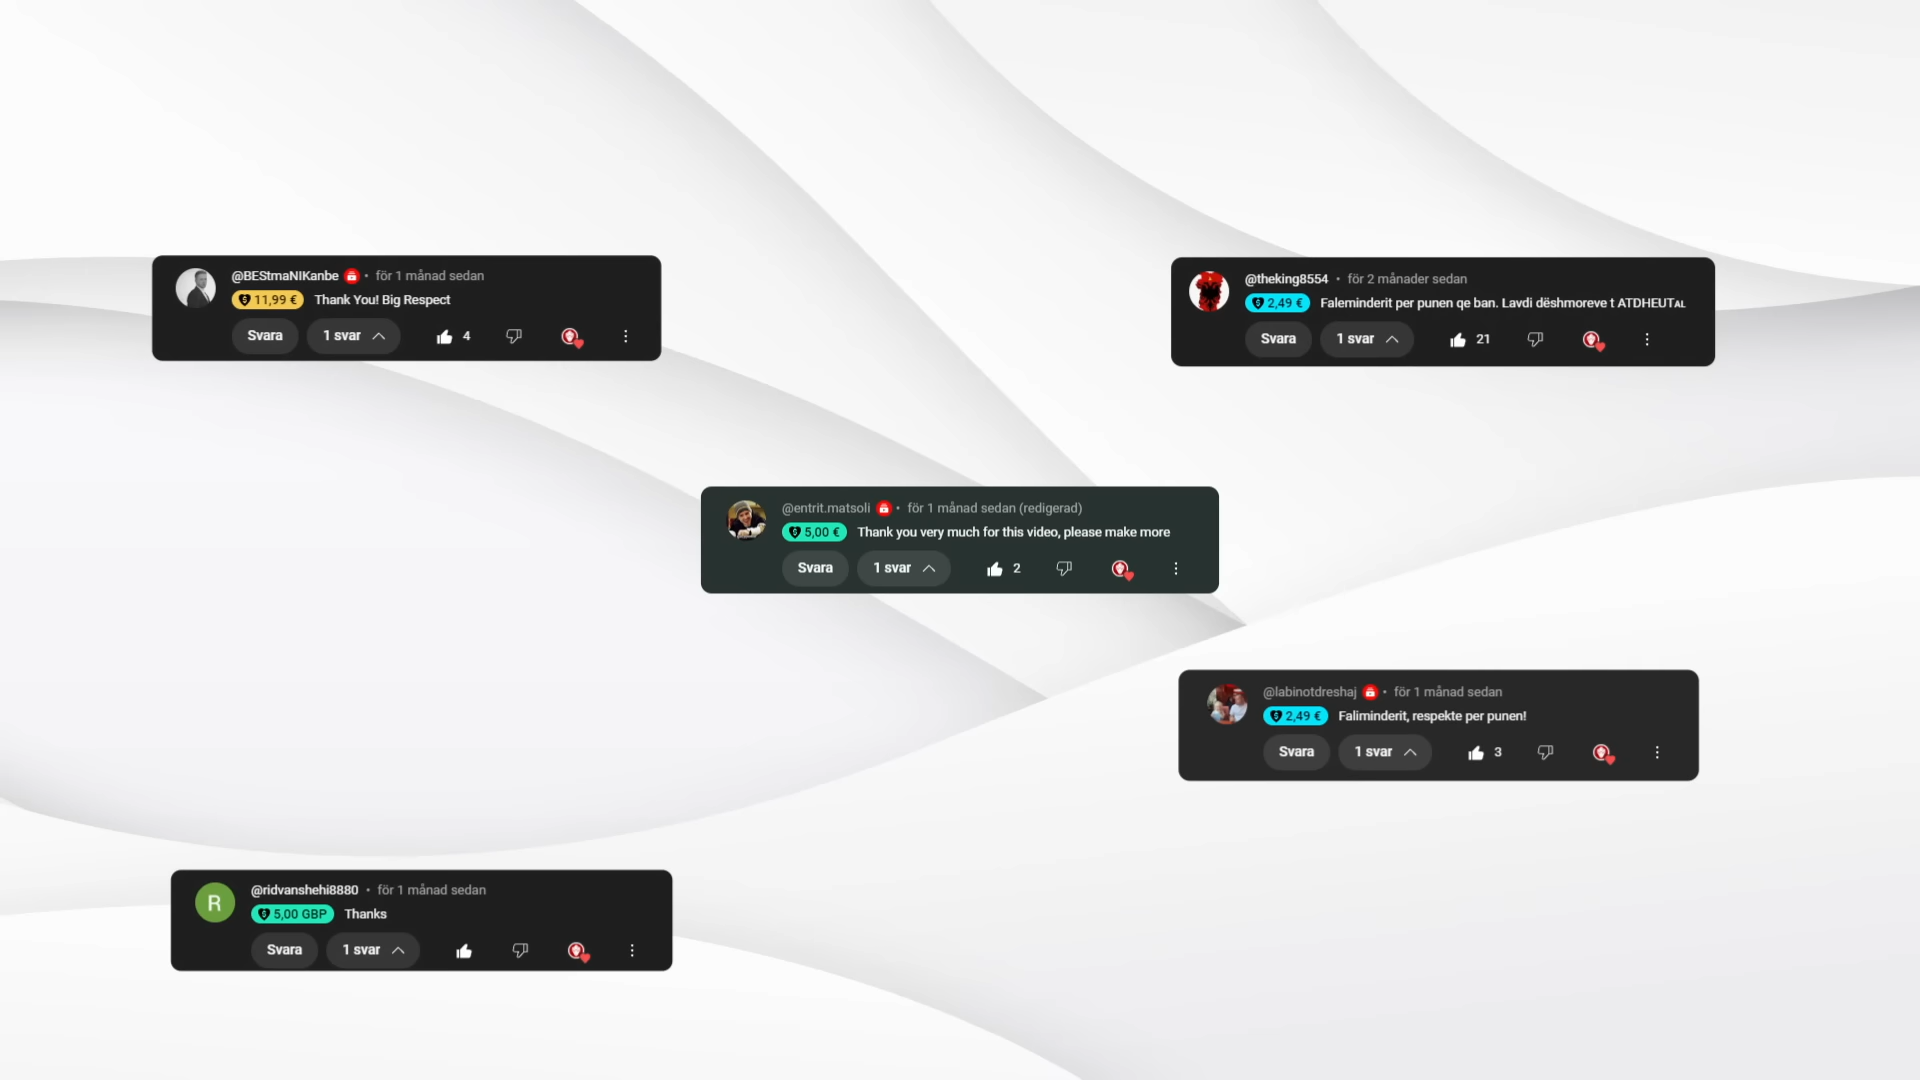 @BEStmaNIKanbe • för 1 månad sedan
11,99 € Thank You! Big Respect
Svara 1 svar 4
@theking8554 • för 2 månader sedan
2,49 € Faleminderit per punen qe ban. Lavdi dëshmoreve t ATDHEUTAL
Svara 1 svar 21
@entrit.matsoli • för 1 månad sedan (redigerad)
5,00 € Thank you very much for this video, please make more
Svara 1 svar 2
@labinotdreshaj • för 1 månad sedan
2,49 € Faliminderit, respekte per punen!
Svara 1 svar 3
R
@ridvanshehi8880 • för 1 månad sedan
5,00 GBP Thanks
Svara 1 svar